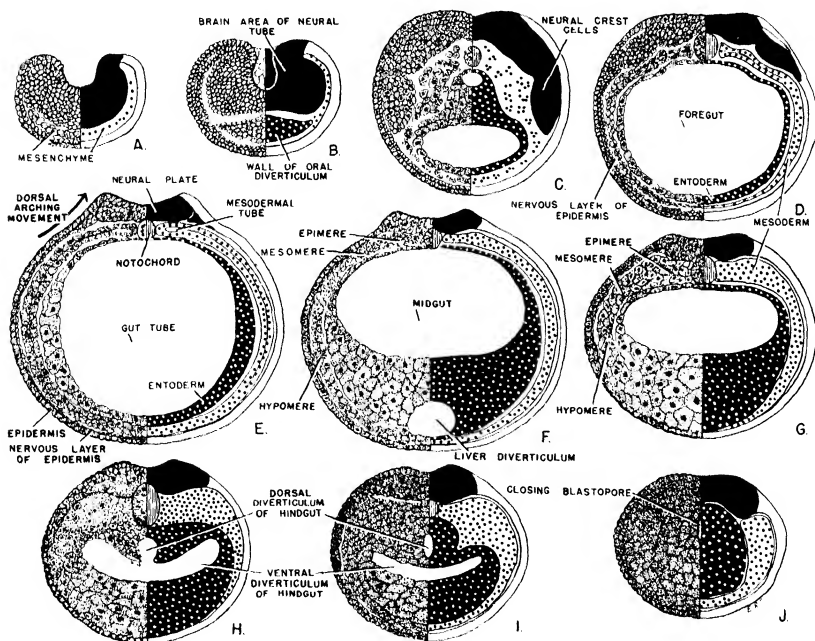 BRAIN AREA OF NEURAL
TUBE
NEURAL CREST
CELLS
A.
MESENCHYME
B.
WALL OF ORAL
DIVERTICULUM
C.
FOREGUT
ENTODERM
NERVOUS LAYER OF
EPIDERMIS
D.
MESODERM
DORSAL
ARCHING
MOVEMENT
NEURAL PLATE
MESODERMAL
TUBE
NOTOCHORD
GUT TUBE
ENTODERM
EPIDERMIS
NERVOUS LAYER
OF EPIDERMIS
E.
EPIMERE
MESOMERE
MIDGUT
HYPOMERE
F.
LIVER DIVERTICULUM
EPIMERE
MESOMERE
HYPOMERE
G.
DORSAL
DIVERTICULUM
OF HINDGUT
VENTRAL
DIVERTICULUM
OF HINDGUT
H.
I.
CLOSING BLASTOPORE
J.